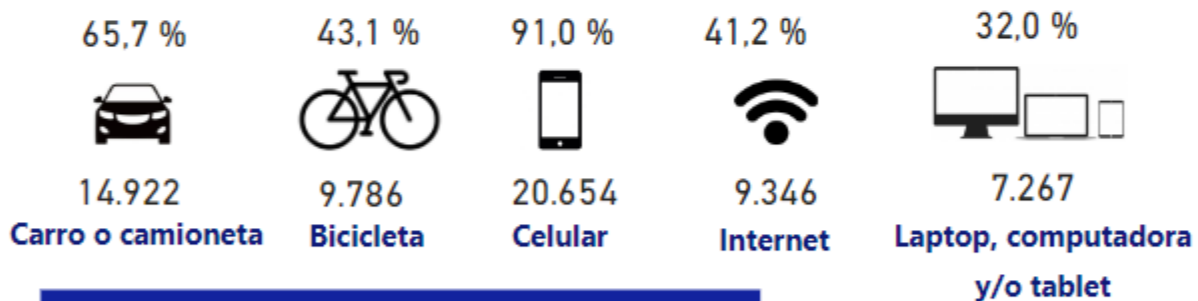 65,7 % 43,1 % 91,0 % 41,2 % 32,0 %
14.922 9.786 20.654 9.346 7.267
Carro o camioneta Bicicleta Celular Internet Laptop, computadora
y/o tablet